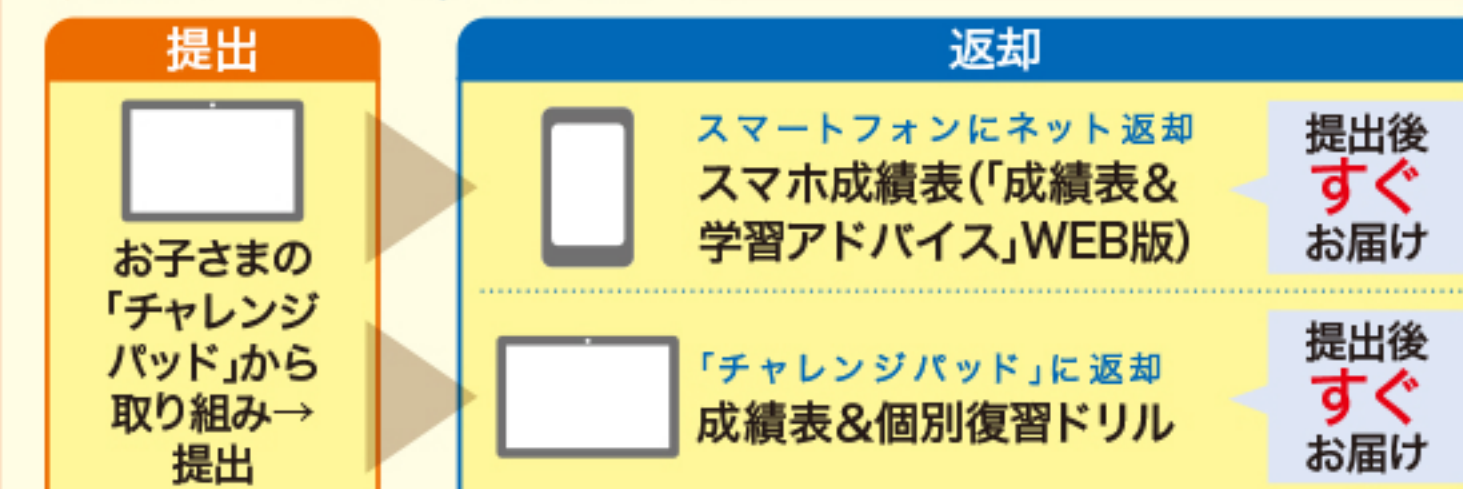 提出
お子さまの
「チャレンジ
パッド」から
取り組み→
提出
返却
スマートフォンにネット返却
スマホ成績表(「成績表&
学習アドバイス」WEB版)
提出後
すぐ
お届け
「チャレンジパッド」に返却
成績表&個別復習ドリル
提出後
すぐ
お届け